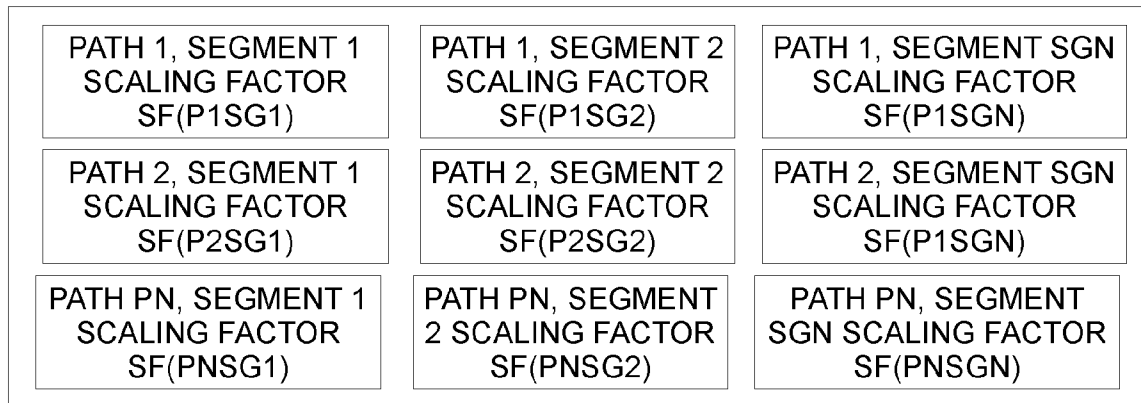 PATH 1, SEGMENT 1
SCALING FACTOR
SF(P1SG1)
PATH 1, SEGMENT 2
SCALING FACTOR
SF(P1SG2)
PATH 1, SEGMENT SGN
SCALING FACTOR
SF(P1SGN)
PATH 2, SEGMENT 1
SCALING FACTOR
SF(P2SG1)
PATH 2, SEGMENT 2
SCALING FACTOR
SF(P2SG2)
PATH 2, SEGMENT SGN
SCALING FACTOR
SF(P1SGN)
PATH PN, SEGMENT 1
SCALING FACTOR
SF(PNSG1)
PATH PN, SEGMENT
2 SCALING FACTOR
SF(PNSG2)
PATH PN, SEGMENT
SGN SCALING FACTOR
SF(PNSGN)